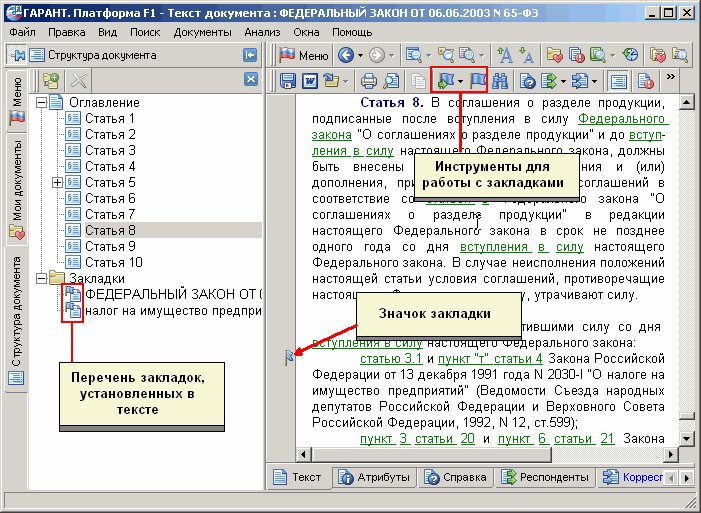 ГАРАНТ. Платформа F1 - Текст документа : ФЕДЕРАЛЬНЫЙ ЗАКОН ОТ 06.06.2003 N 65-ФЗ
Файл Правка Вид Поиск Документы Анализ Окна Помощь
Структура документа
Меню
Меню
Мои документы
Структура документа
Оглавление
Статья 1
Статья 2
Статья 3
Статья 4
Статья 5
Статья 6
Статья 7
Статья 8
Статья 9
Статья 10
Закладки
ФЕДЕРАЛЬНЫЙ ЗАКОН ОТ
налог на имущество предпри
Перечень закладок,
установленных в
тексте
Статья 8. В соглашения о разделе продукции,
подписанные после вступления в силу Федерального
закона "О соглашениях о разделе продукции" и до вступ-
ления в силу настоящего Федерального закона, должны
быть внесены ния и (или)
дополнения, при соглашений в
соответствие со Федерального закона "О
соглашениях о разделе продукции" в редакции
настоящего Федерального закона в срок не позднее
одного года со дня вступления в силу настоящего
Федерального закона. В случае неисполнения положений
настоящей статьи условия соглашений, противоречащие
настоя у, утрачивают силу.
Инструменты для
работы с закладками
Значок закладки
тившими силу со дня
вступления в силу настоящего Федерального закона:
статью 3.1 и пункт "т" статьи 4 Закона Российской
Федерации от 13 декабря 1991 года N 2030-I "О налоге на
имущество предприятий" (Ведомости Съезда народных
депутатов Российской Федерации и Верховного Совета
Российской Федерации, 1992, N 12, ст.599);
пункт 3 статьи 20 и пункт 6 статьи 21 Закона
Текст Атрибуты Справка Респонденты Корресп